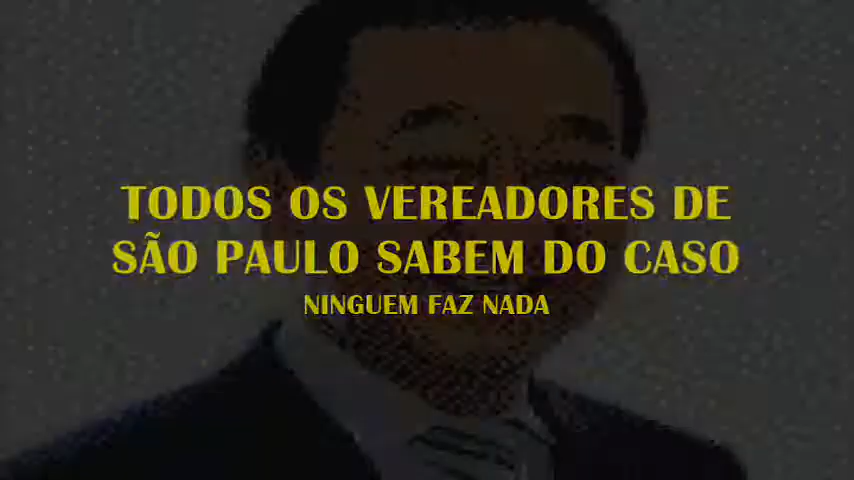 TODOS OS VEREADORES DE
SÃO PAULO SABEM DO CASO
NINGUEM FAZ NADA